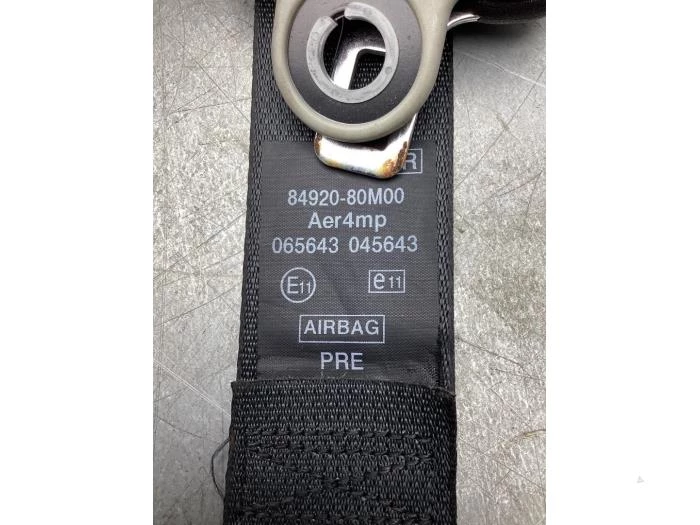 R
84920-80M00
Aer4mp
065643 045643
E11 e11
AIRBAG
PRE